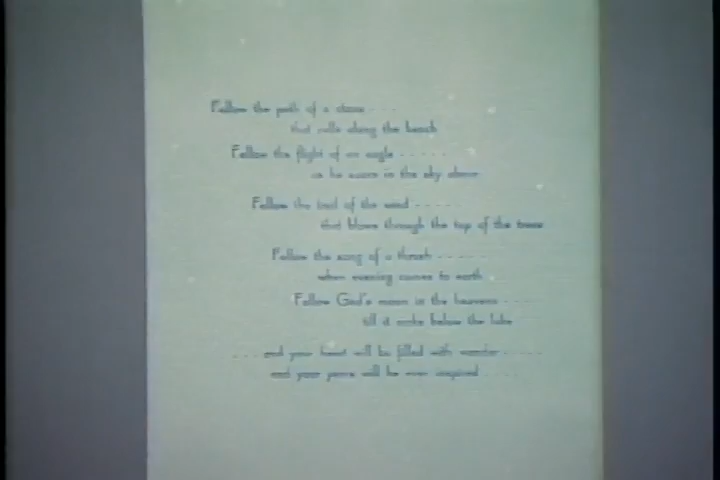 Follow the path of a stone ...
that rolls along the beach
Follow the flight of an eagle .....
as he soars in the sky above
Follow the trail of the wind .....
that blows through the top of the trees
Follow the song of a thrush .....
when evening comes to earth
Follow God's moon in the heavens ....
till it sinks below the lake
... and your heart will be filled with wonder ....
and your prose will be ever inspired ....